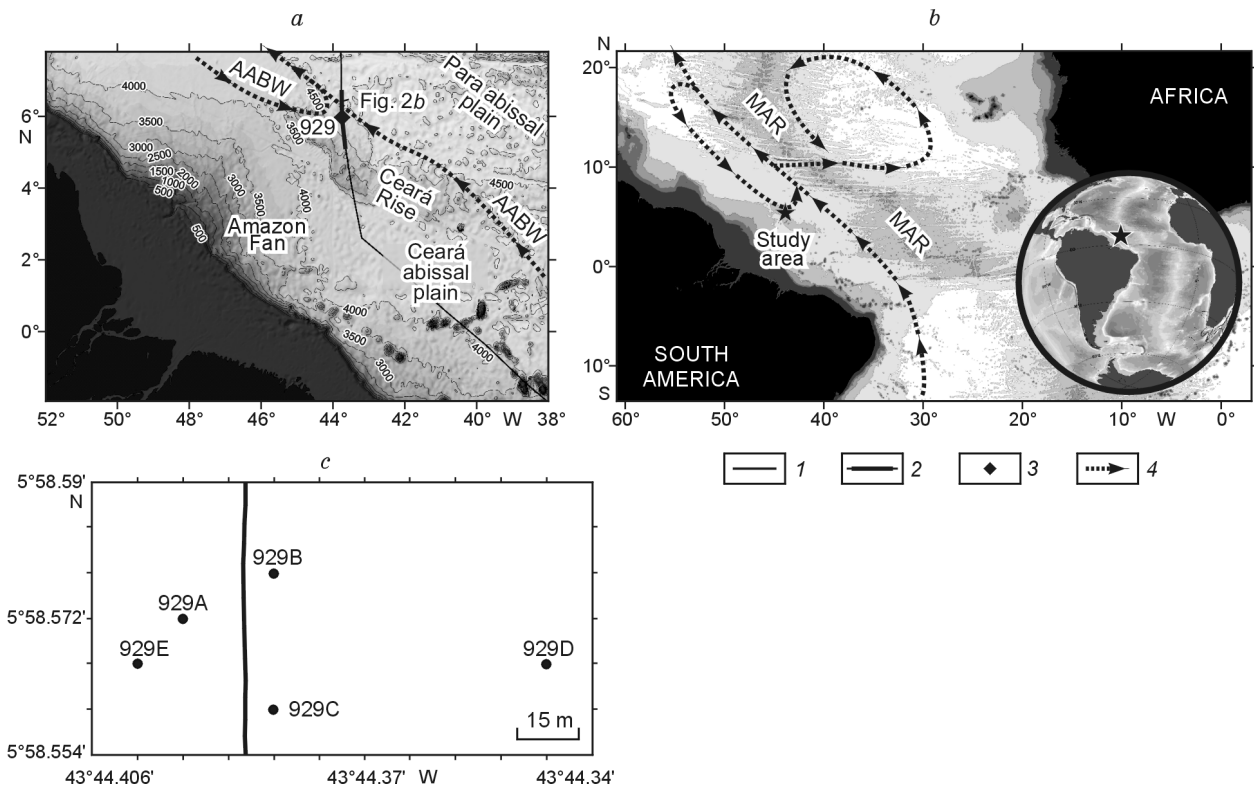 a
AABW
4000
4500
Fig. 2b
Para abissal
plain
6°
N
929
3500
3500
3000
2500
2000
1500
1000
500
3000
3500
4000
4°
Ceará
Rise
4500
AABW
500
Amazon
Fan
2°
Ceará
abissal
plain
0°
4000
3500
3000
4000
52°
50
48
46
44
42
40
W
38°
b
N
20°
MAR
AFRICA
10°
MAR
Study
area
0°
SOUTH
AMERICA
10°
S
60°
50
40
30
20
10°
W
0°
1
2
3
4
c
5°58.59'
N
929B
929A
5°58.572'
929E
929D
929C
15 m
5°58.554'
43°44.406'
43°44.37'
W
43°44.34'